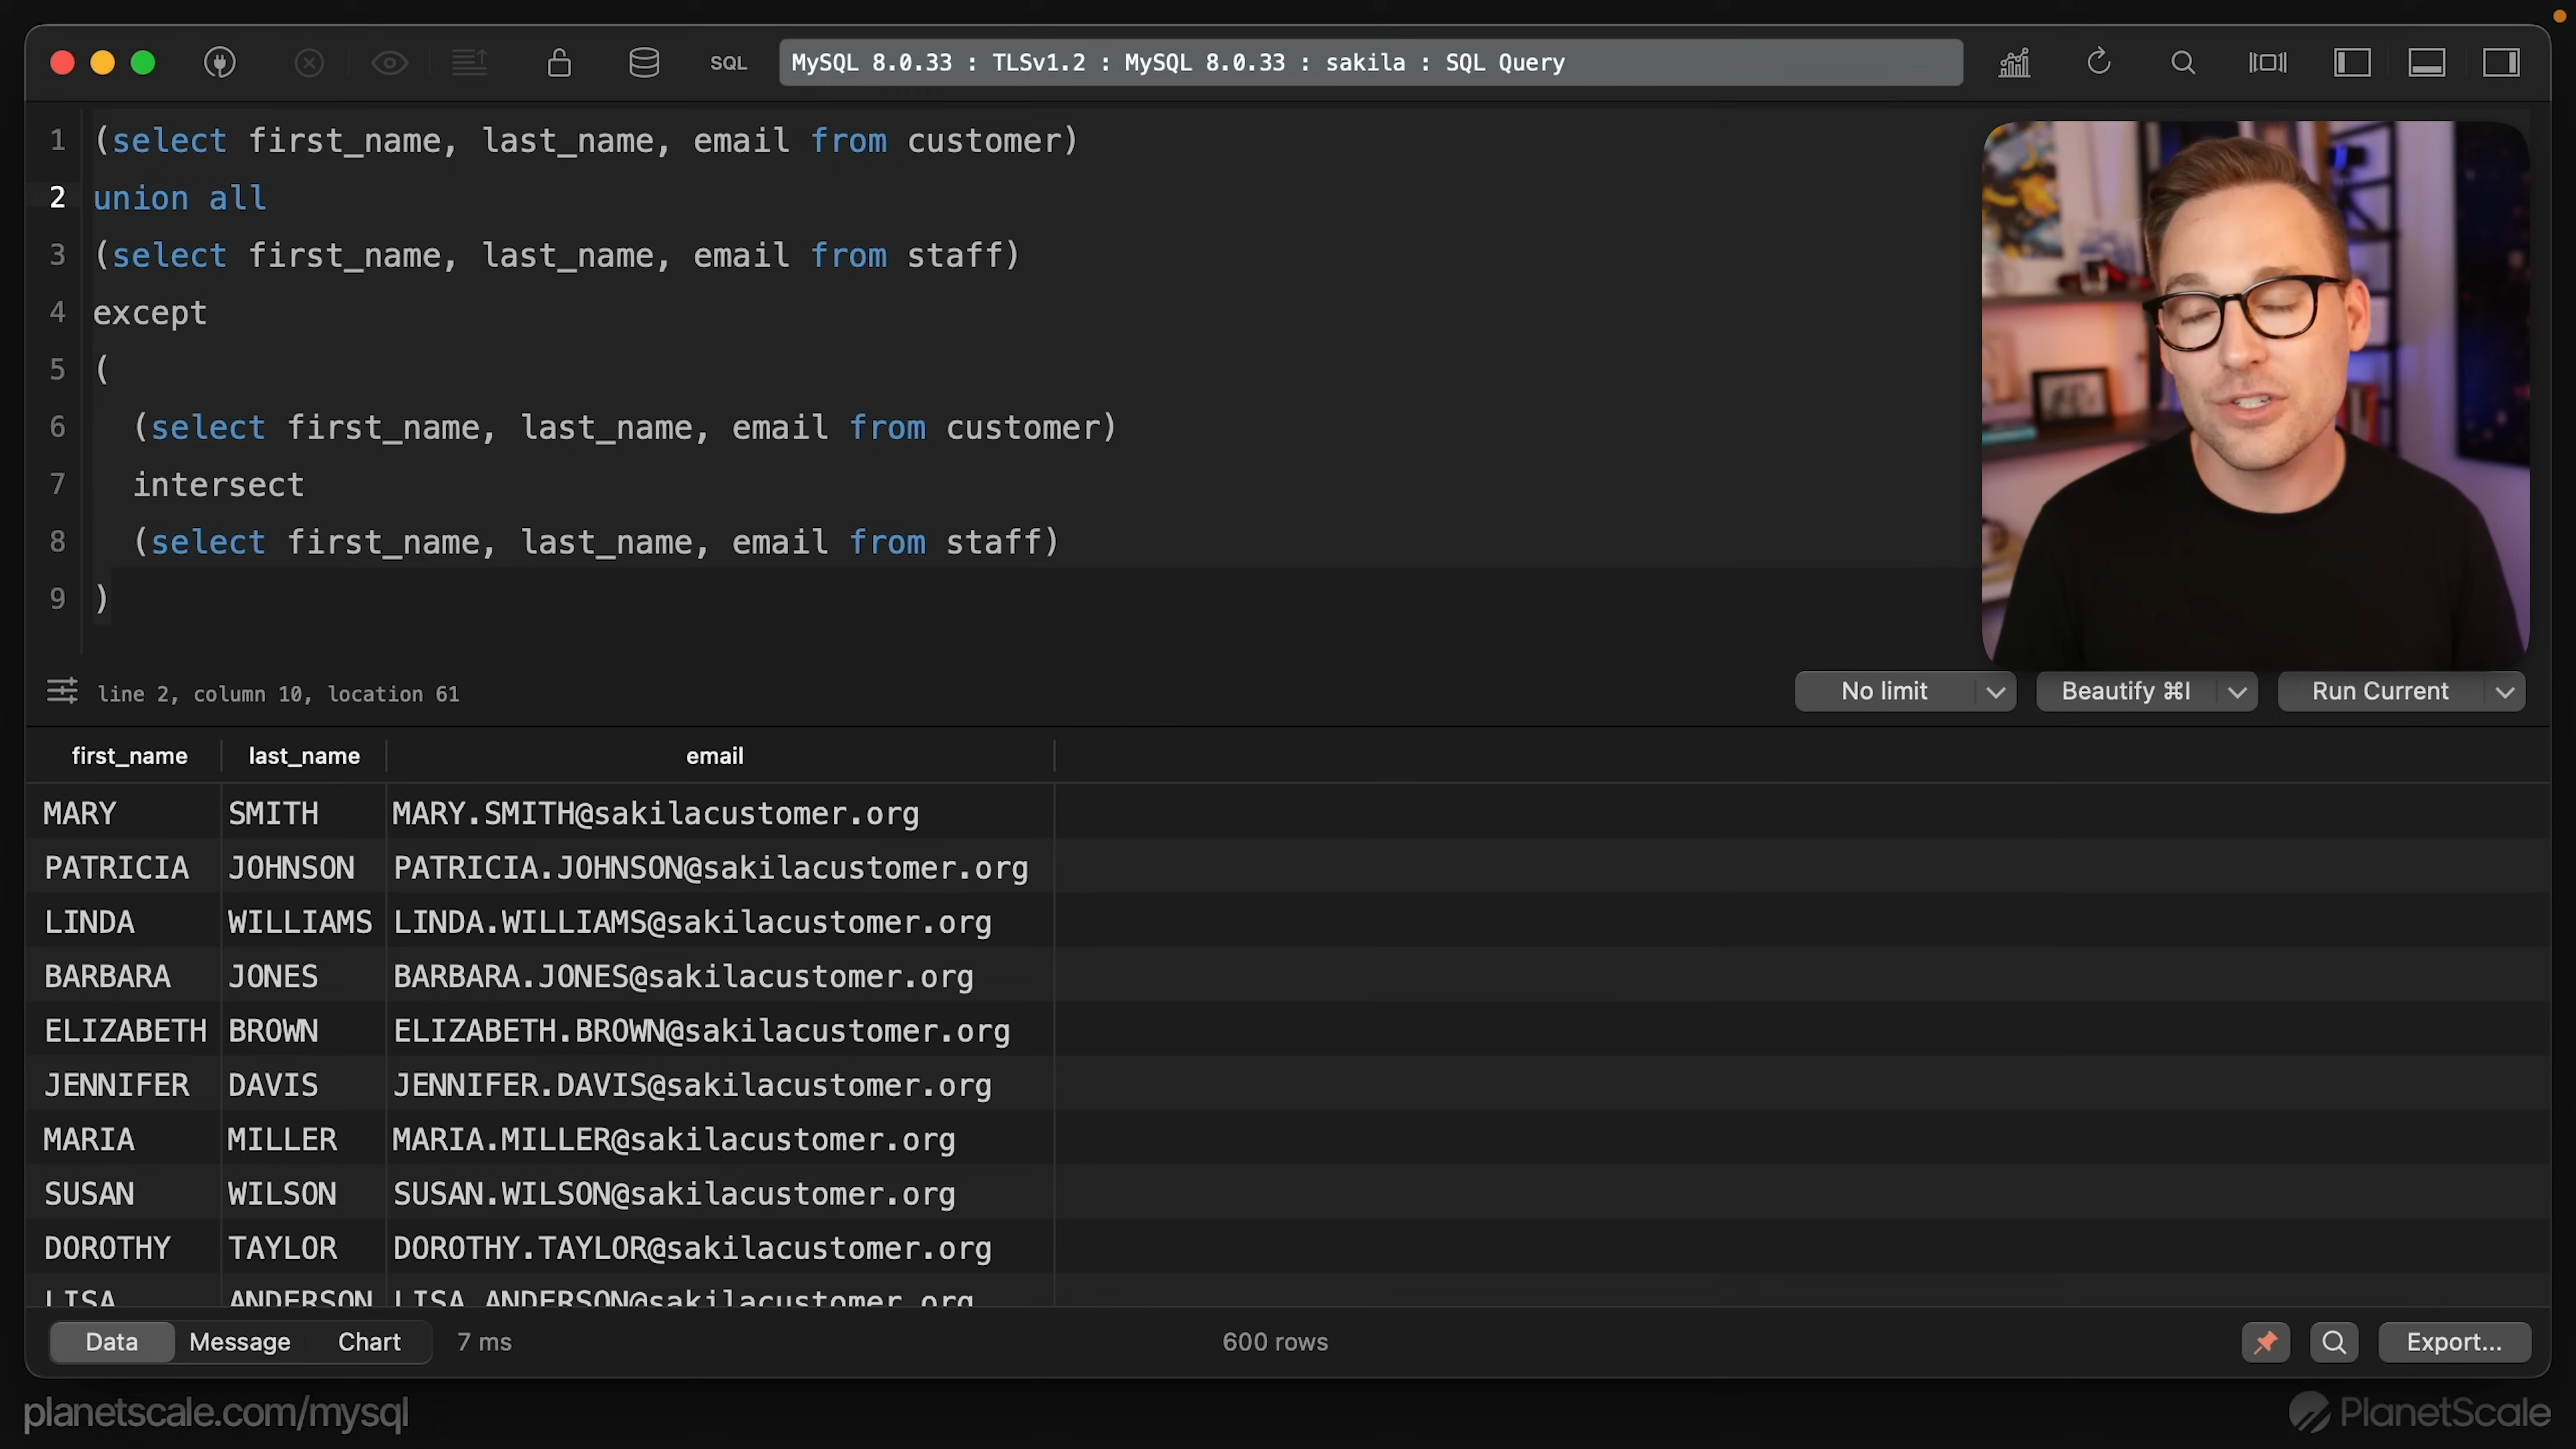 SQL MySQL 8.0.33 : TLSv1.2 : MySQL 8.0.33 : sakila : SQL Query
1 (select first_name, last_name, email from customer)
2 union all
3 (select first_name, last_name, email from staff)
4 except
5 (
6 (select first_name, last_name, email from customer)
7 intersect
8 (select first_name, last_name, email from staff)
9 )
line 2, column 10, location 61 No limit Beautify ⌘I Run Current
first_name last_name email
MARY SMITH MARY.SMITH@sakilacustomer.org
PATRICIA JOHNSON PATRICIA.JOHNSON@sakilacustomer.org
LINDA WILLIAMS LINDA.WILLIAMS@sakilacustomer.org
BARBARA JONES BARBARA.JONES@sakilacustomer.org
ELIZABETH BROWN ELIZABETH.BROWN@sakilacustomer.org
JENNIFER DAVIS JENNIFER.DAVIS@sakilacustomer.org
MARIA MILLER MARIA.MILLER@sakilacustomer.org
SUSAN WILSON SUSAN.WILSON@sakilacustomer.org
DOROTHY TAYLOR DOROTHY.TAYLOR@sakilacustomer.org
LISA ANDERSON LISA.ANDERSON@sakilacustomer.org
Data Message Chart 7 ms 600 rows Export...
planetscale.com/mysql PlanetScale